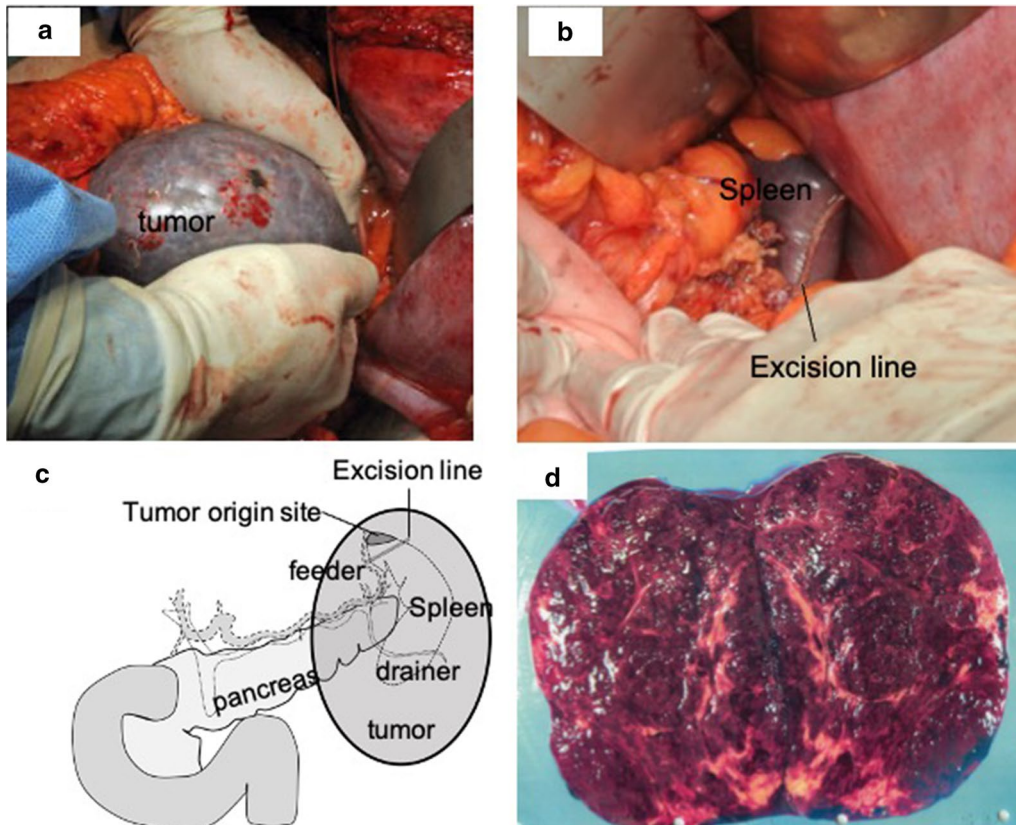 a
tumor
b
Spleen
Excision line
c
Excision line
Tumor origin site
feeder
Spleen
drainer
pancreas
tumor
d